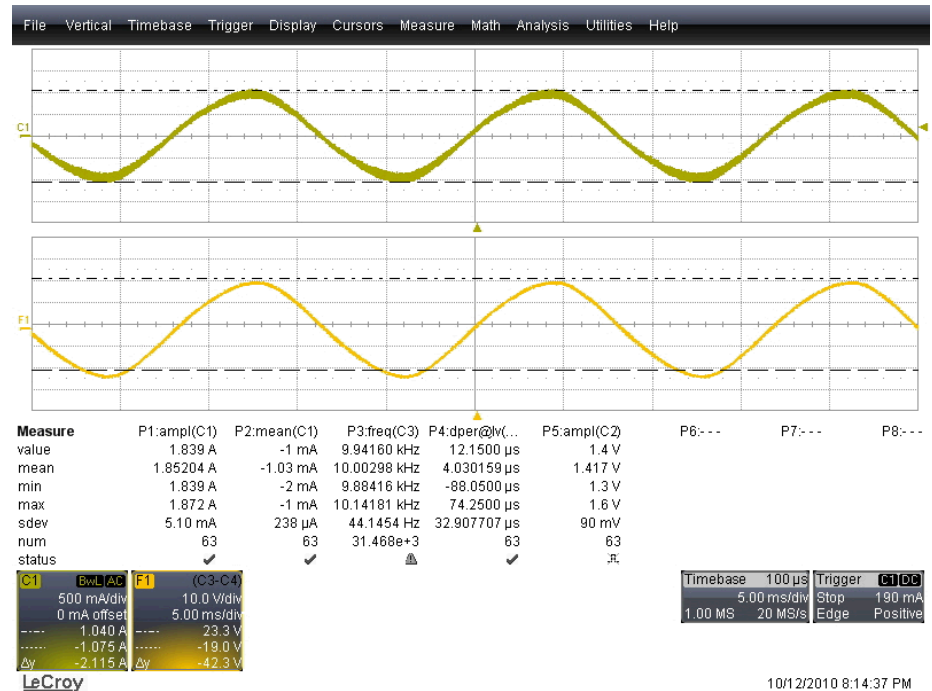 File Vertical Timebase Trigger Display Cursors Measure Math Analysis Utilities Help
C1
F1
Measure P1:ampl(C1) P2:mean(C1) P3:freq(C3) P4:dper@lv(... P5:ampl(C2) P6:- - - P7:- - - P8:- - -
value 1.839 A -1 mA 9.94160 kHz 12.1500 µs 1.4 V
mean 1.85204 A -1.03 mA 10.00298 kHz 4.030159 µs 1.417 V
min 1.839 A -2 mA 9.88416 kHz -88.0500 µs 1.3 V
max 1.872 A -1 mA 10.14181 kHz 74.2500 µs 1.6 V
sdev 5.10 mA 238 µA 44.1454 Hz 32.907707 µs 90 mV
num 63 63 31.468e+3 63 63
status
C1 BwL AC F1 (C3-C4) Timebase 100 µs Trigger C1 DC
500 mA/div 10.0 V/div 5.00 ms/div Stop 190 mA
0 mA offset 5.00 ms/div 1.00 MS 20 MS/s Edge Positive
1.040 A 23.3 V
-1.075 A -19.0 V
Δy -2.115 A Δy -42.3 V
LeCroy 10/12/2010 8:14:37 PM